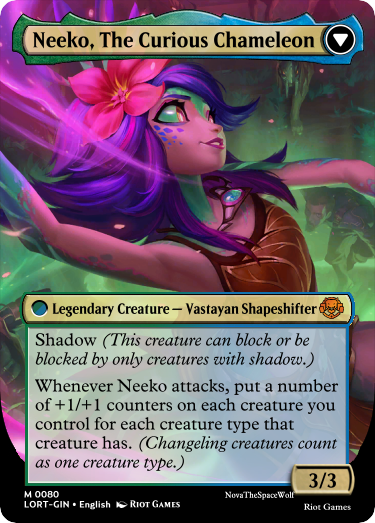 Neeko, The Curious Chameleon
Legendary Creature — Vastayan Shapeshifter
Shadow (This creature can block or be
blocked by only creatures with shadow.)
Whenever Neeko attacks, put a number
of +1/+1 counters on each creature you
control for each creature type that
creature has. (Changeling creatures count
as one creature type.)
3/3
M 0080
LORT-GIN • English Riot Games
NovaTheSpaceWolf
Riot Games